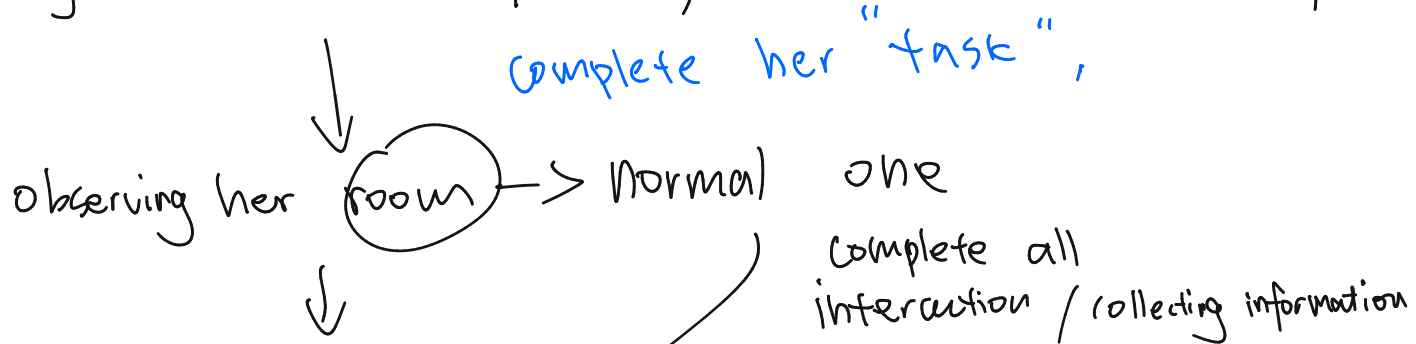 complete her "task",
observing her room → normal one
complete all
interaction / collecting information